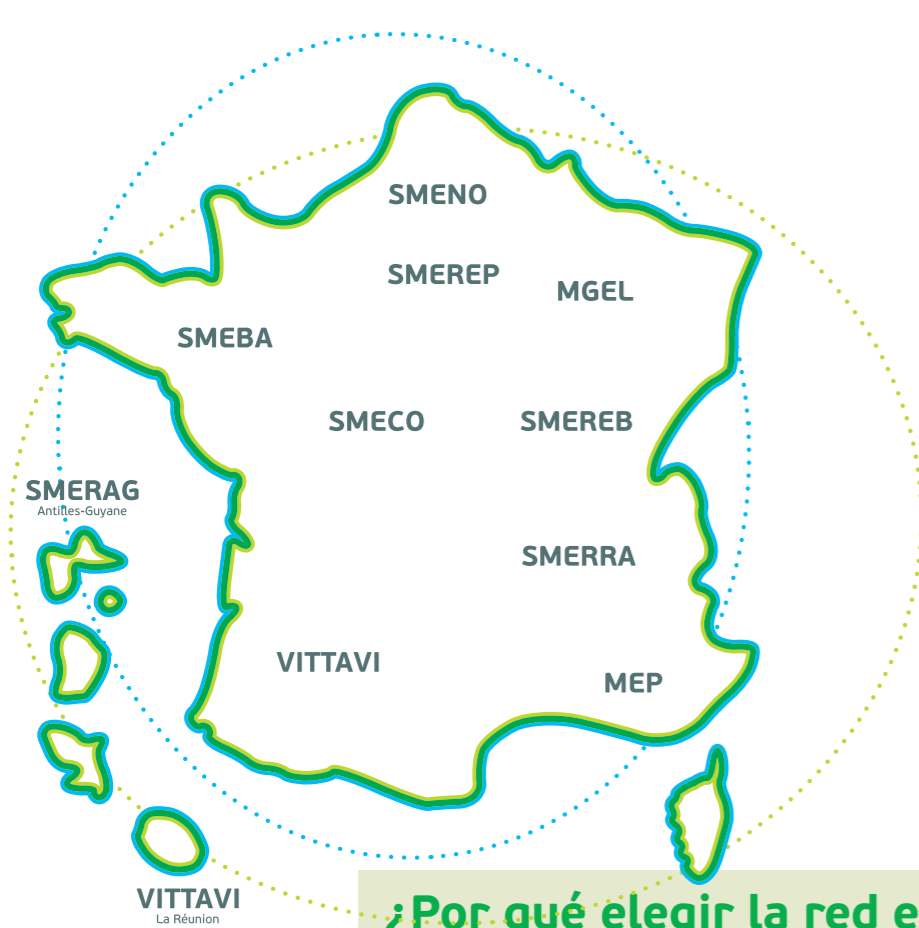 SMENO
SMEREP
MGEL
SMEBA
SMECO
SMEREB
SMERAG
Antilles-Guyane
SMERRA
VITTAVI
MEP
VITTAVI
La Réunion
¿Por qué elegir la red e